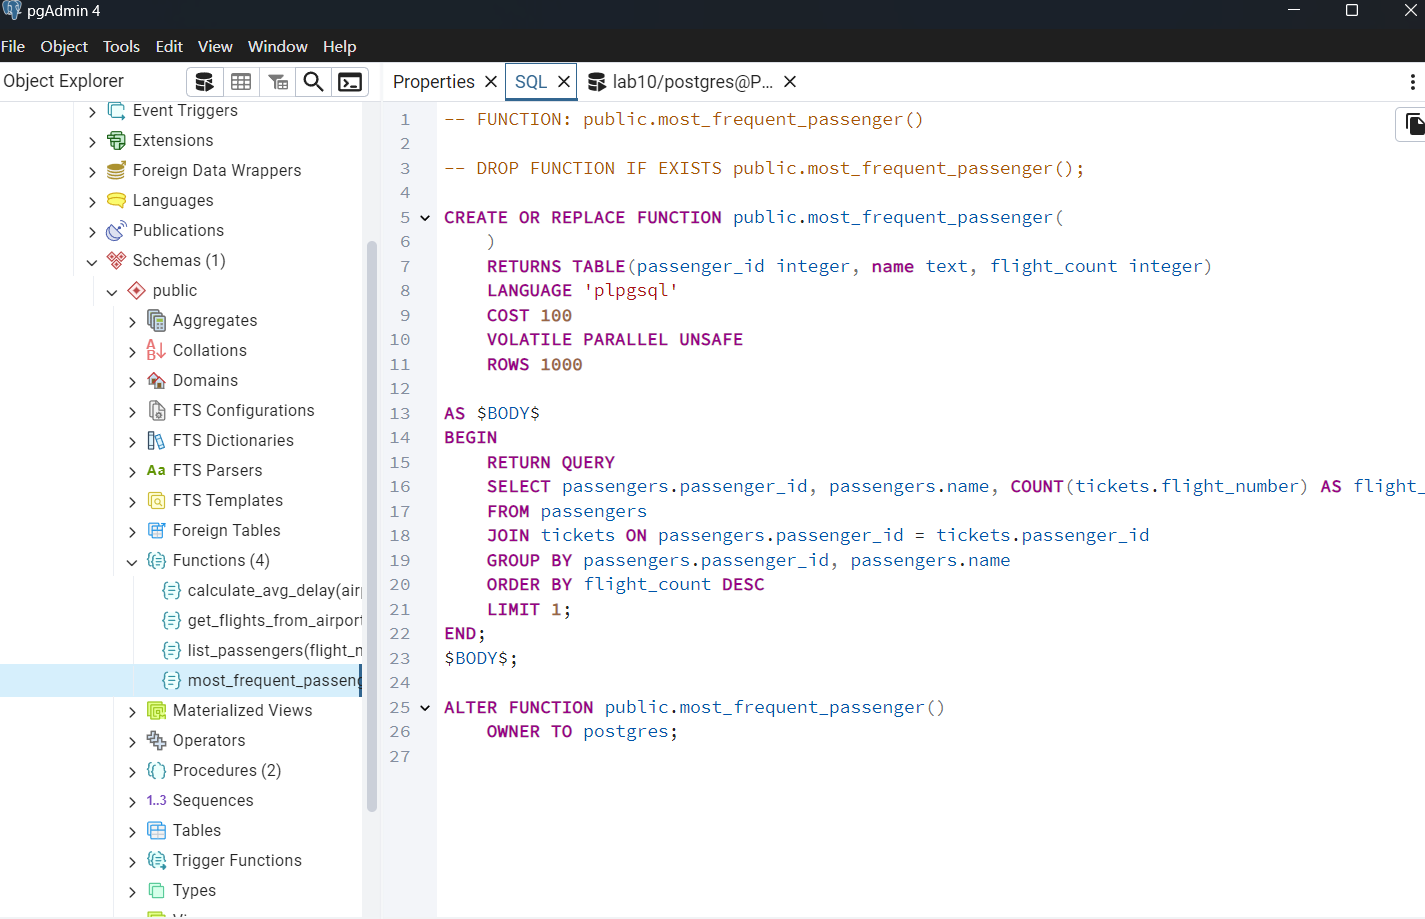 pgAdmin 4
File Object Tools Edit View Window Help
Object Explorer
Properties SQL lab10/postgres@P...
Event Triggers
Extensions
Foreign Data Wrappers
Languages
Publications
Schemas (1)
public
Aggregates
Collations
Domains
FTS Configurations
FTS Dictionaries
Aa FTS Parsers
FTS Templates
Foreign Tables
Functions (4)
calculate_avg_delay(air
get_flights_from_airport
list_passengers(flight_n
most_frequent_passeng
Materialized Views
Operators
Procedures (2)
1..3 Sequences
Tables
Trigger Functions
Types
1 -- FUNCTION: public.most_frequent_passenger()
2
3 -- DROP FUNCTION IF EXISTS public.most_frequent_passenger();
4
5 CREATE OR REPLACE FUNCTION public.most_frequent_passenger(
6 )
7 RETURNS TABLE(passenger_id integer, name text, flight_count integer)
8 LANGUAGE 'plpgsql'
9 COST 100
10 VOLATILE PARALLEL UNSAFE
11 ROWS 1000
12
13 AS $BODY$
14 BEGIN
15 RETURN QUERY
16 SELECT passengers.passenger_id, passengers.name, COUNT(tickets.flight_number) AS flight_
17 FROM passengers
18 JOIN tickets ON passengers.passenger_id = tickets.passenger_id
19 GROUP BY passengers.passenger_id, passengers.name
20 ORDER BY flight_count DESC
21 LIMIT 1;
22 END;
23 $BODY$;
24
25 ALTER FUNCTION public.most_frequent_passenger()
26 OWNER TO postgres;
27